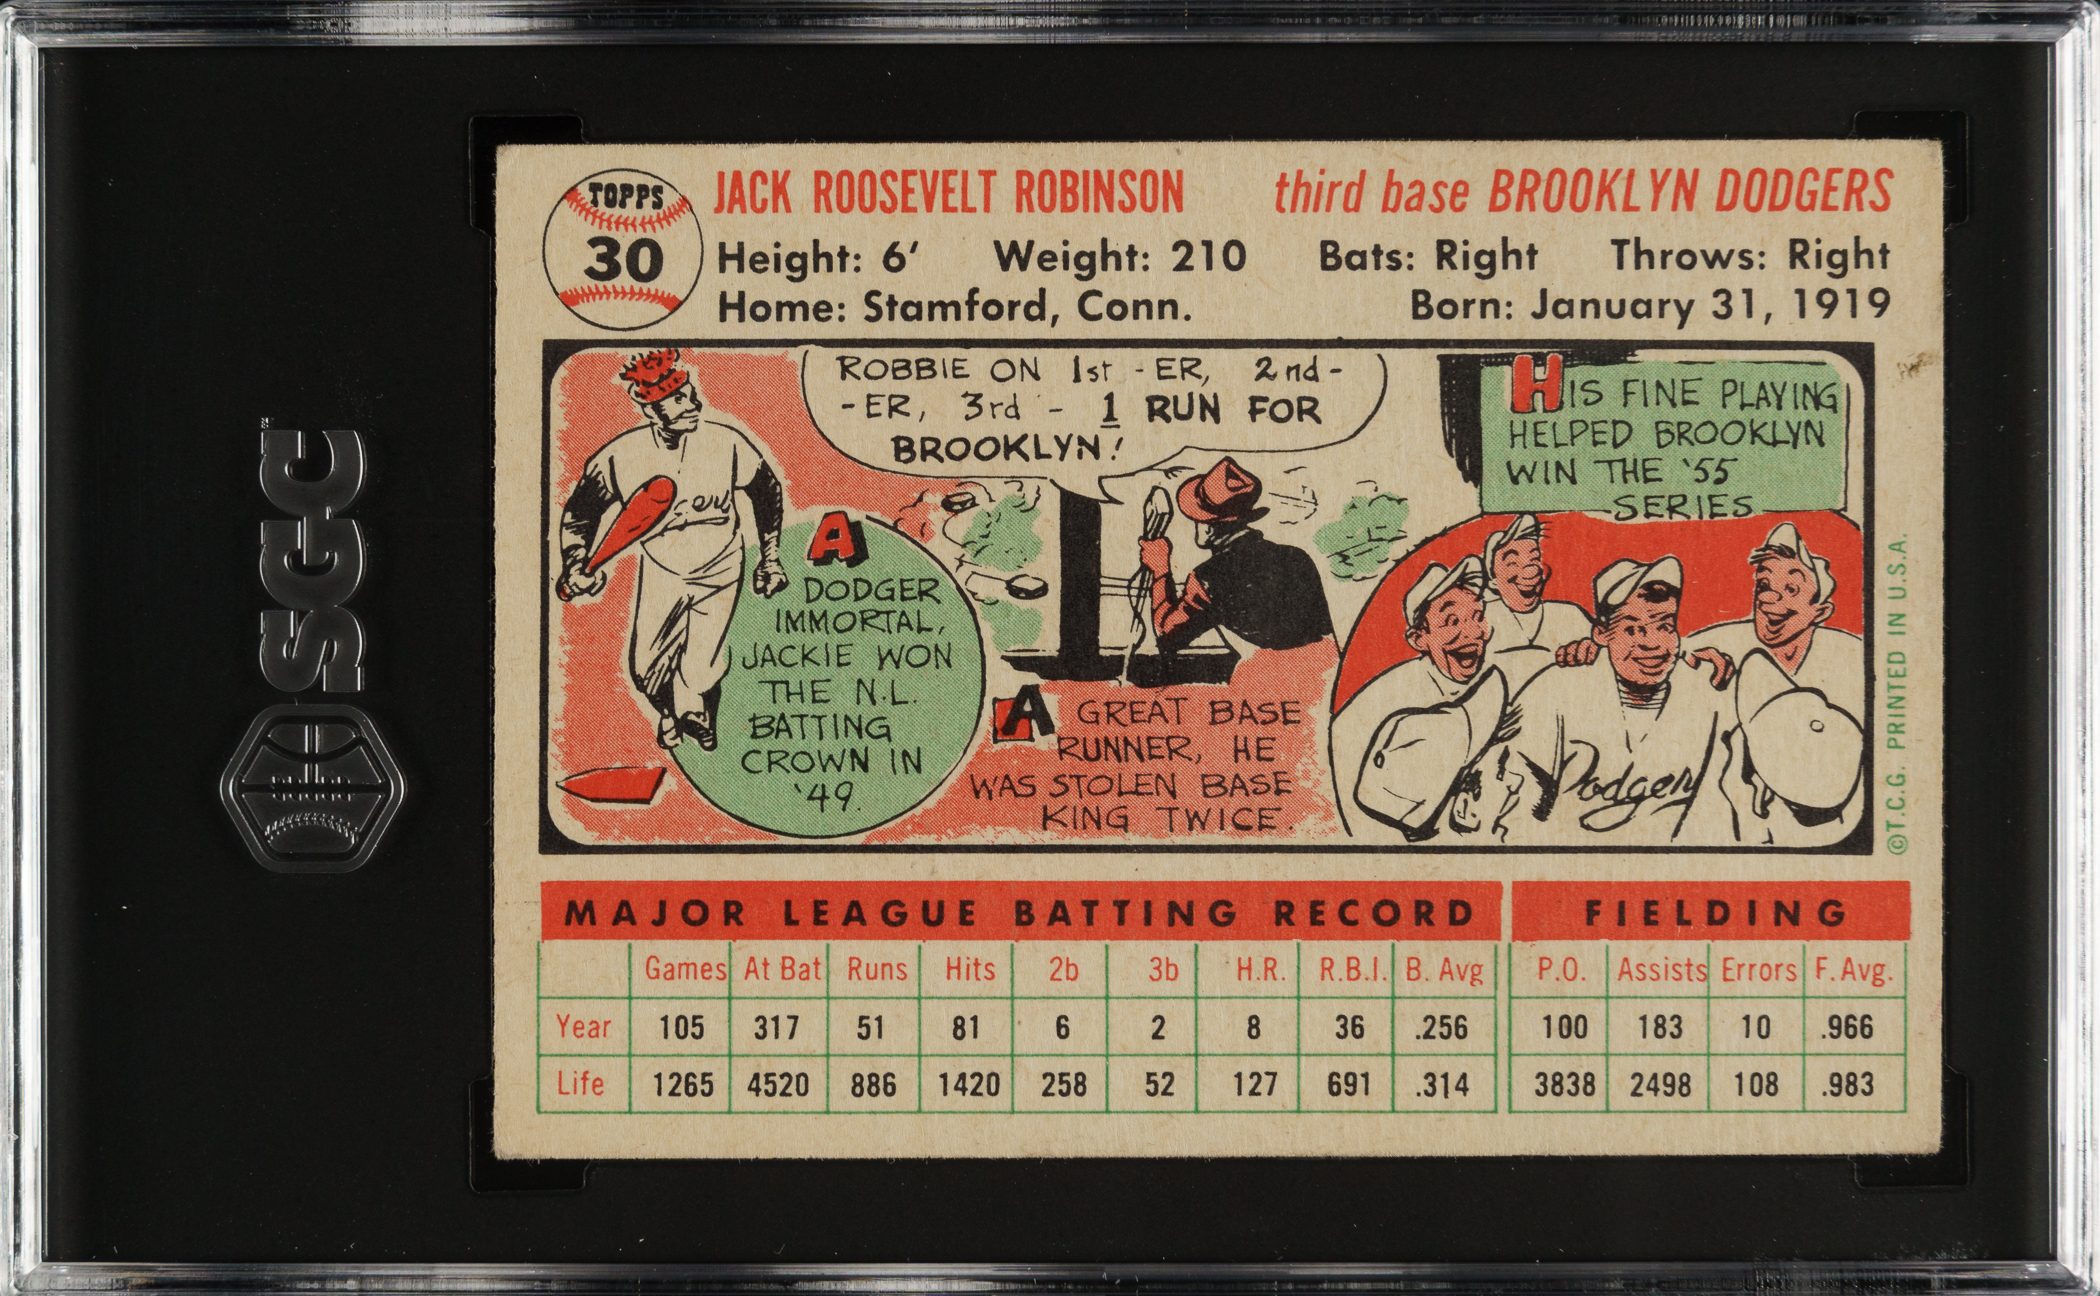 SGC
TOPPS
30
JACK ROOSEVELT ROBINSON third base BROOKLYN DODGERS
Height: 6' Weight: 210 Bats: Right Throws: Right
Home: Stamford, Conn. Born: January 31, 1919
ROBBIE ON 1st -ER, 2nd-
-ER, 3rd - 1 RUN FOR
BROOKLYN!
HIS FINE PLAYING
HELPED BROOKLYN
WIN THE '55
SERIES
A
DODGER
IMMORTAL,
JACKIE WON
THE N.L.
BATTING
CROWN IN
'49.
A GREAT BASE
RUNNER, HE
WAS STOLEN BASE
KING TWICE.
Dodgers
©T.C.G. PRINTED IN U.S.A.
MAJOR LEAGUE BATTING RECORD FIELDING
Games At Bat Runs Hits 2b 3b H.R. R.B.I. B. Avg P.O. Assists Errors F. Avg.
Year 105 317 51 81 6 2 8 36 .256 100 183 10 .966
Life 1265 4520 886 1420 258 52 127 691 .314 3838 2498 108 .983